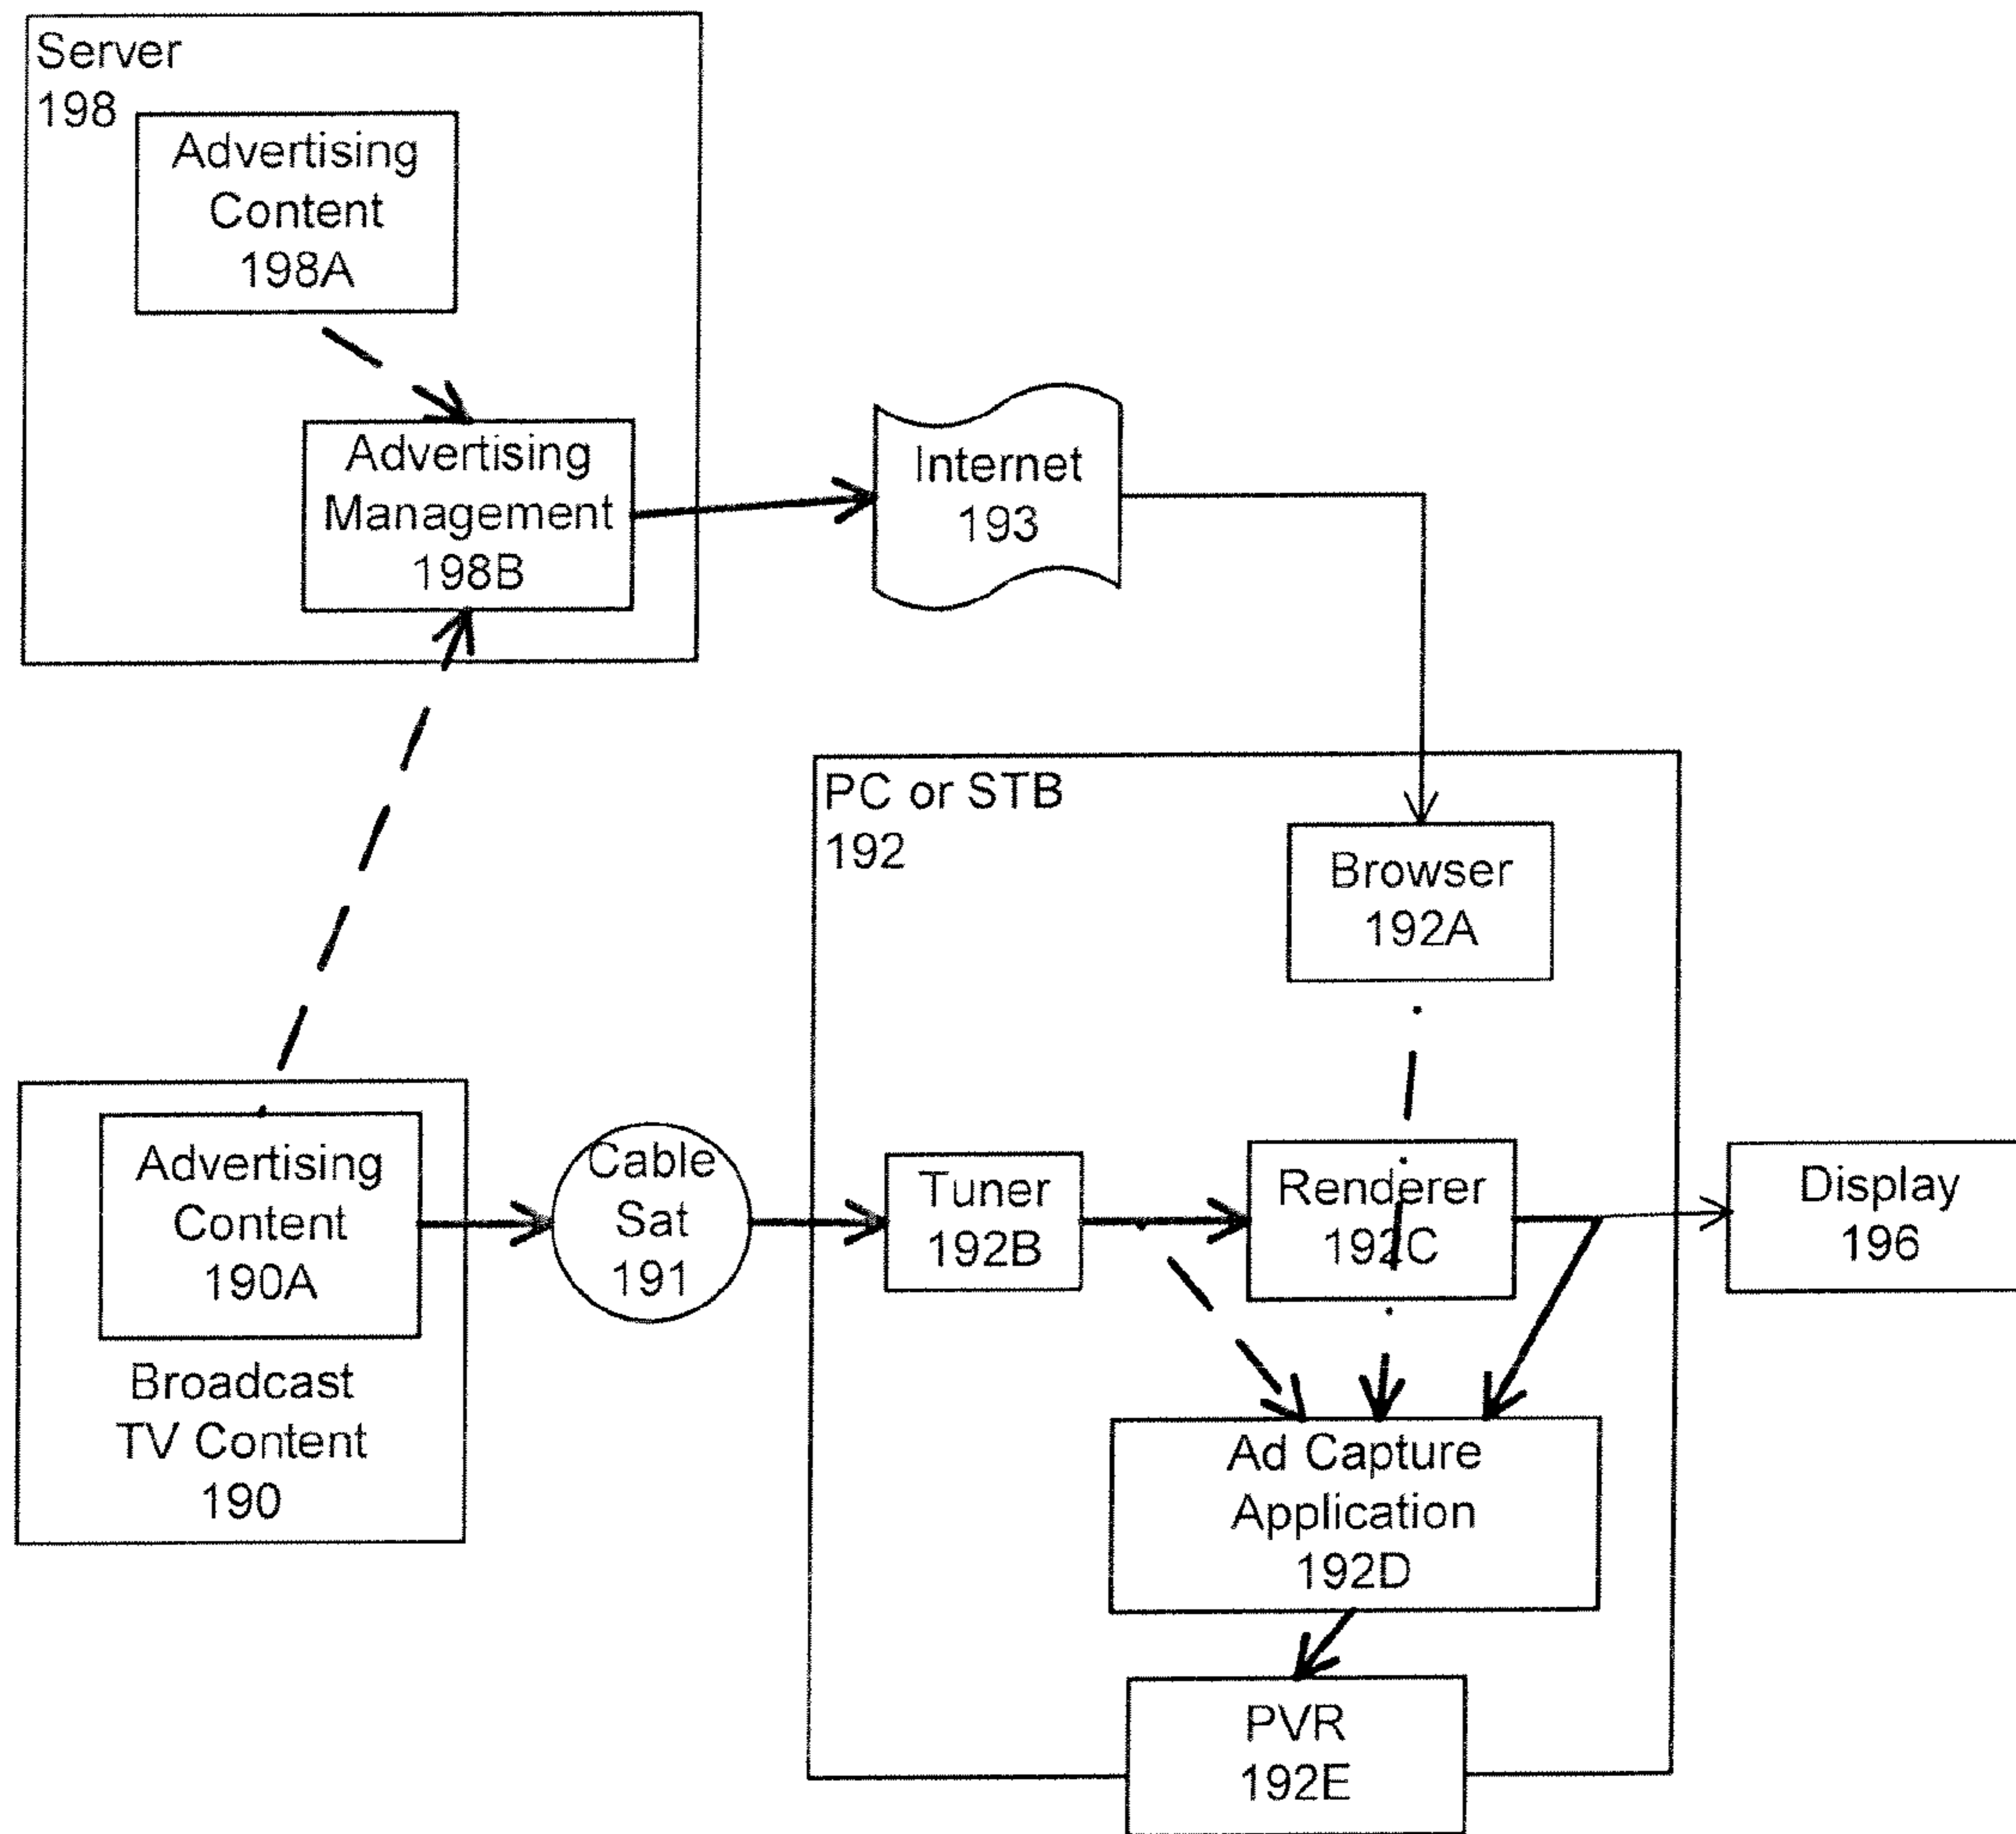 Server
198
Advertising
Content
198A
Advertising
Management
198B
Internet
193
PC or STB
192
Browser
192A
Advertising
Content
190A
Broadcast
TV Content
190
Cable
Sat
191
Tuner
192B
Renderer
192C
Display
196
Ad Capture
Application
192D
PVR
192E